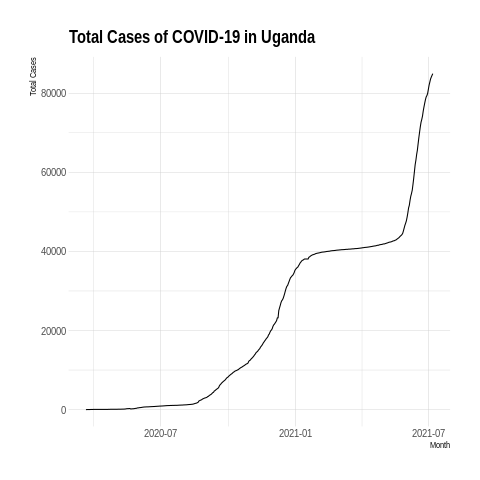 Total Cases of COVID-19 in Uganda
Total Cases
80000
60000
40000
20000
0
2020-07
2021-01
2021-07
Month